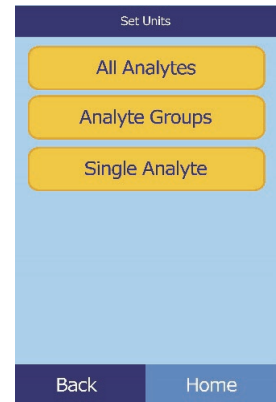 Set Units
All Analytes
Analyte Groups
Single Analyte
Back Home